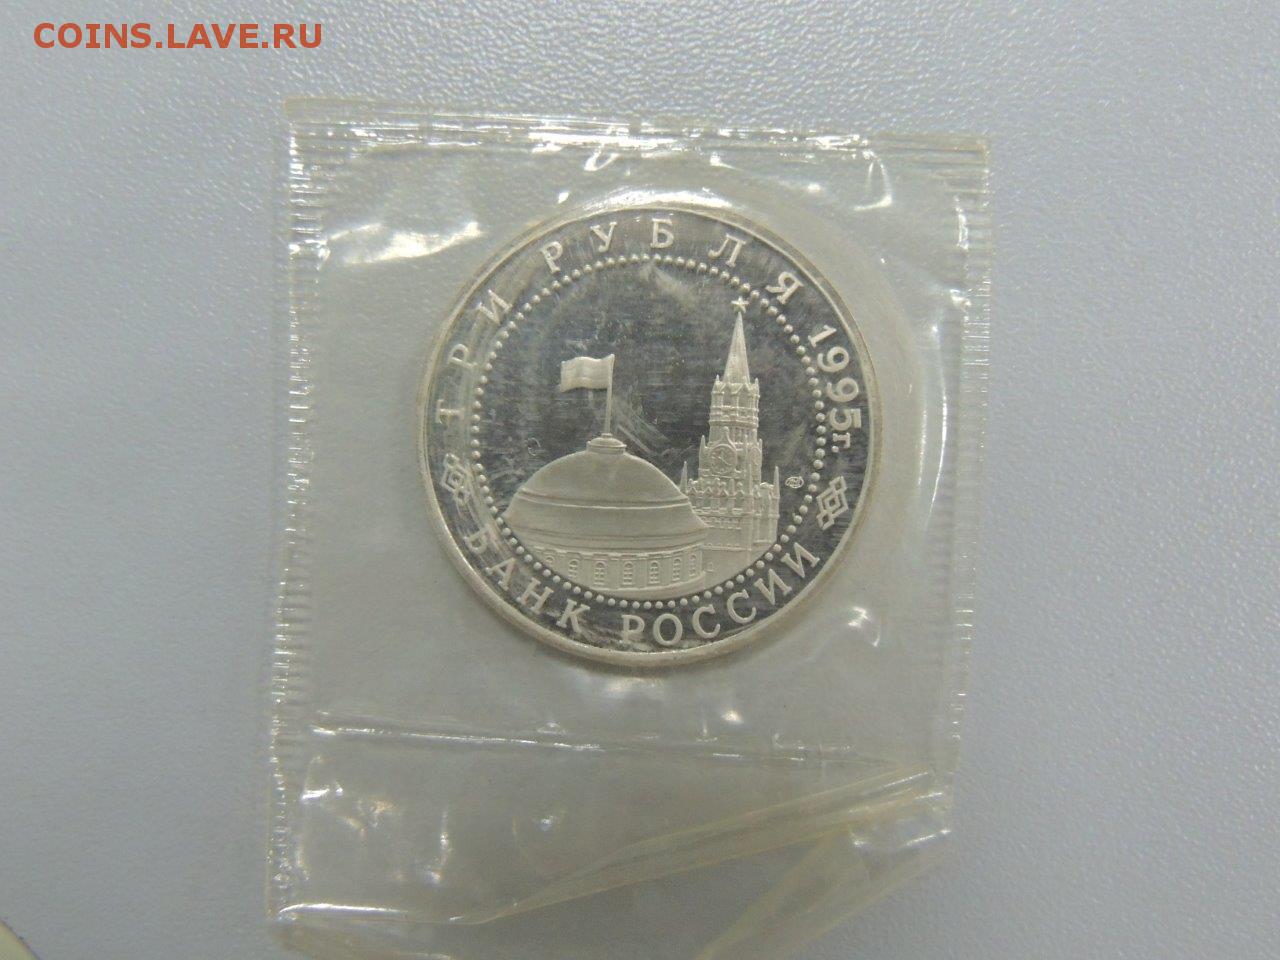 COINS.LAVE.RU
ТРИ РУБЛЯ 1995г.
БАНК РОССИИ